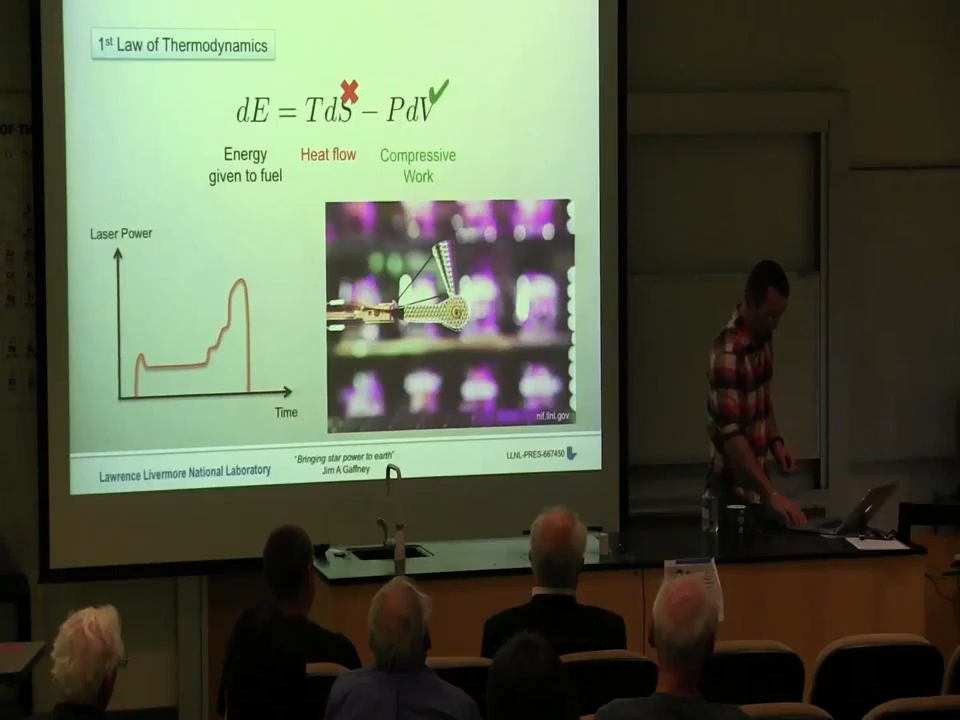 1st Law of Thermodynamics
dE = TdS − PdV
Energy given to fuel
Heat flow
Compressive Work
Laser Power
Time
nif.llnl.gov
Lawrence Livermore National Laboratory
"Bringing star power to earth"
Jim A Gaffney
LLNL-PRES-667450